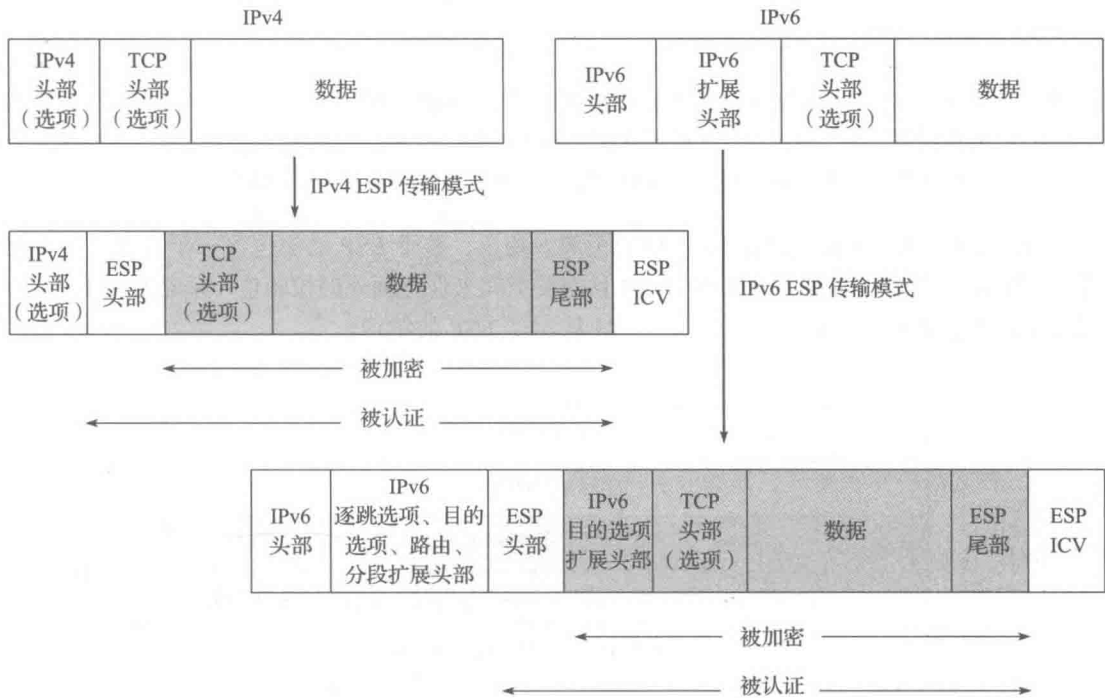 IPv4
IPv6
IPv4
头部
（选项）
TCP
头部
（选项）
数据
IPv6
头部
IPv6
扩展
头部
TCP
头部
（选项）
数据
IPv4 ESP 传输模式
IPv4
头部
（选项）
ESP
头部
TCP
头部
（选项）
数据
ESP
尾部
ESP
ICV
IPv6 ESP 传输模式
被加密
被认证
IPv6
头部
IPv6
逐跳选项、目的
选项、路由、
分段扩展头部
ESP
头部
IPv6
目的选项
扩展头部
TCP
头部
（选项）
数据
ESP
尾部
ESP
ICV
被加密
被认证